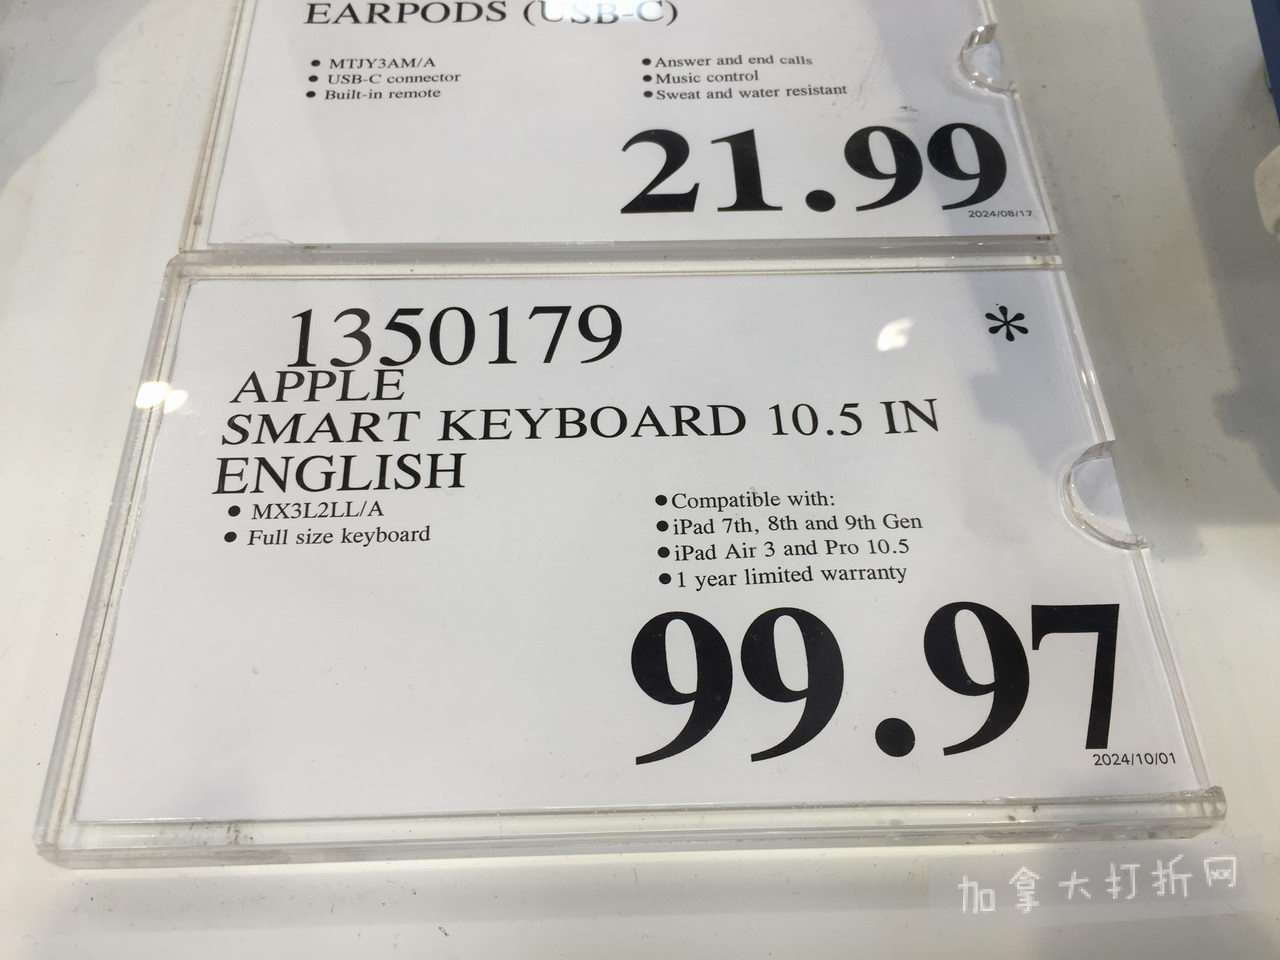 EARPODS (USB-C)
● MTJY3AM/A
● USB-C connector
● Built-in remote
● Answer and end calls
● Music control
● Sweat and water resistant
21.99
2024/08/17
1350179
*
APPLE
SMART KEYBOARD 10.5 IN
ENGLISH
● MX3L2LL/A
● Full size keyboard
● Compatible with:
● iPad 7th, 8th and 9th Gen
● iPad Air 3 and Pro 10.5
● 1 year limited warranty
99.97
2024/10/01
加拿大打折网